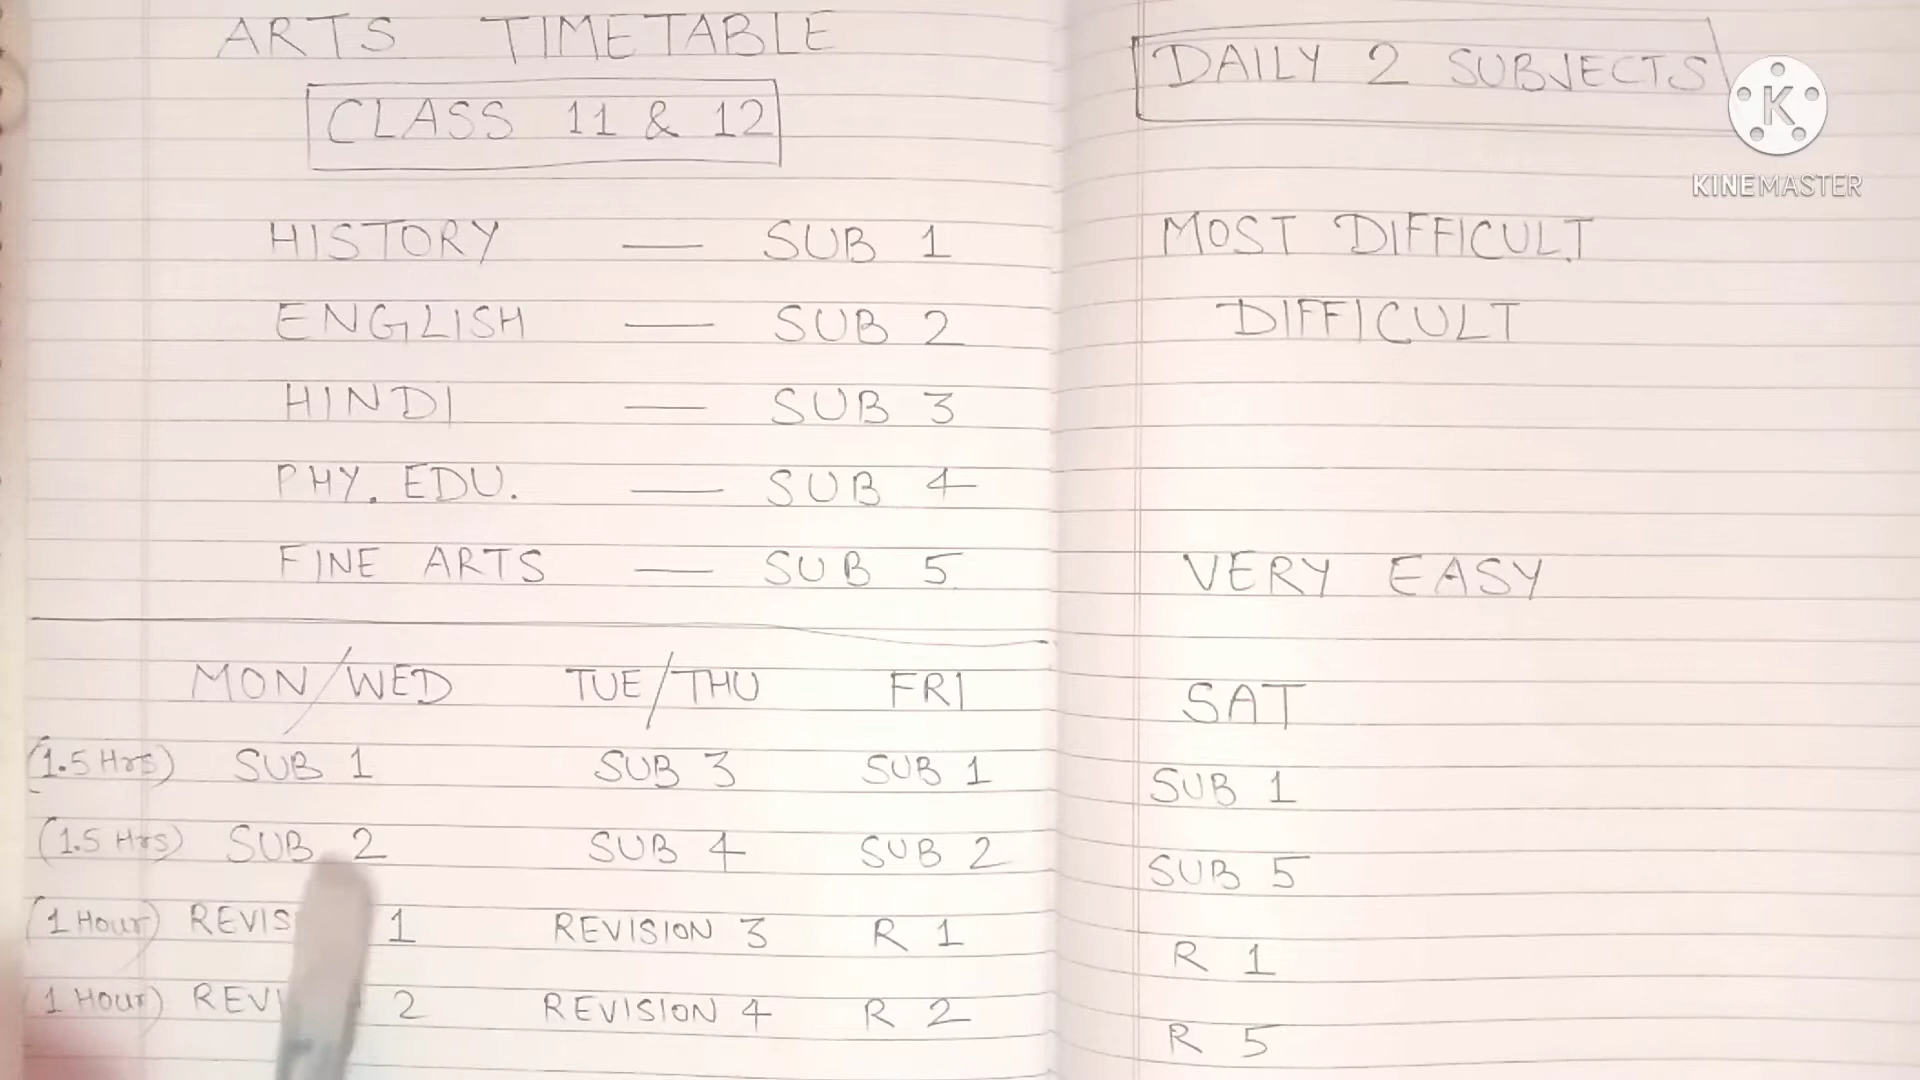 ARTS TIMETABLE
CLASS 11 & 12
HISTORY — SUB 1
ENGLISH — SUB 2
HINDI — SUB 3
PHY. EDU. — SUB 4
FINE ARTS — SUB 5
MON/WED TUE/THU FRI
(1.5 Hrs) SUB 1 SUB 3 SUB 1
(1.5 Hrs) SUB 2 SUB 4 SUB 2
(1 Hour) REVIS 1 REVISION 3 R 1
(1 Hour) REVI 2 REVISION 4 R 2
DAILY 2 SUBJECTS
K
KINEMASTER
MOST DIFFICULT
DIFFICULT
VERY EASY
SAT
SUB 1
SUB 5
R 1
R 5